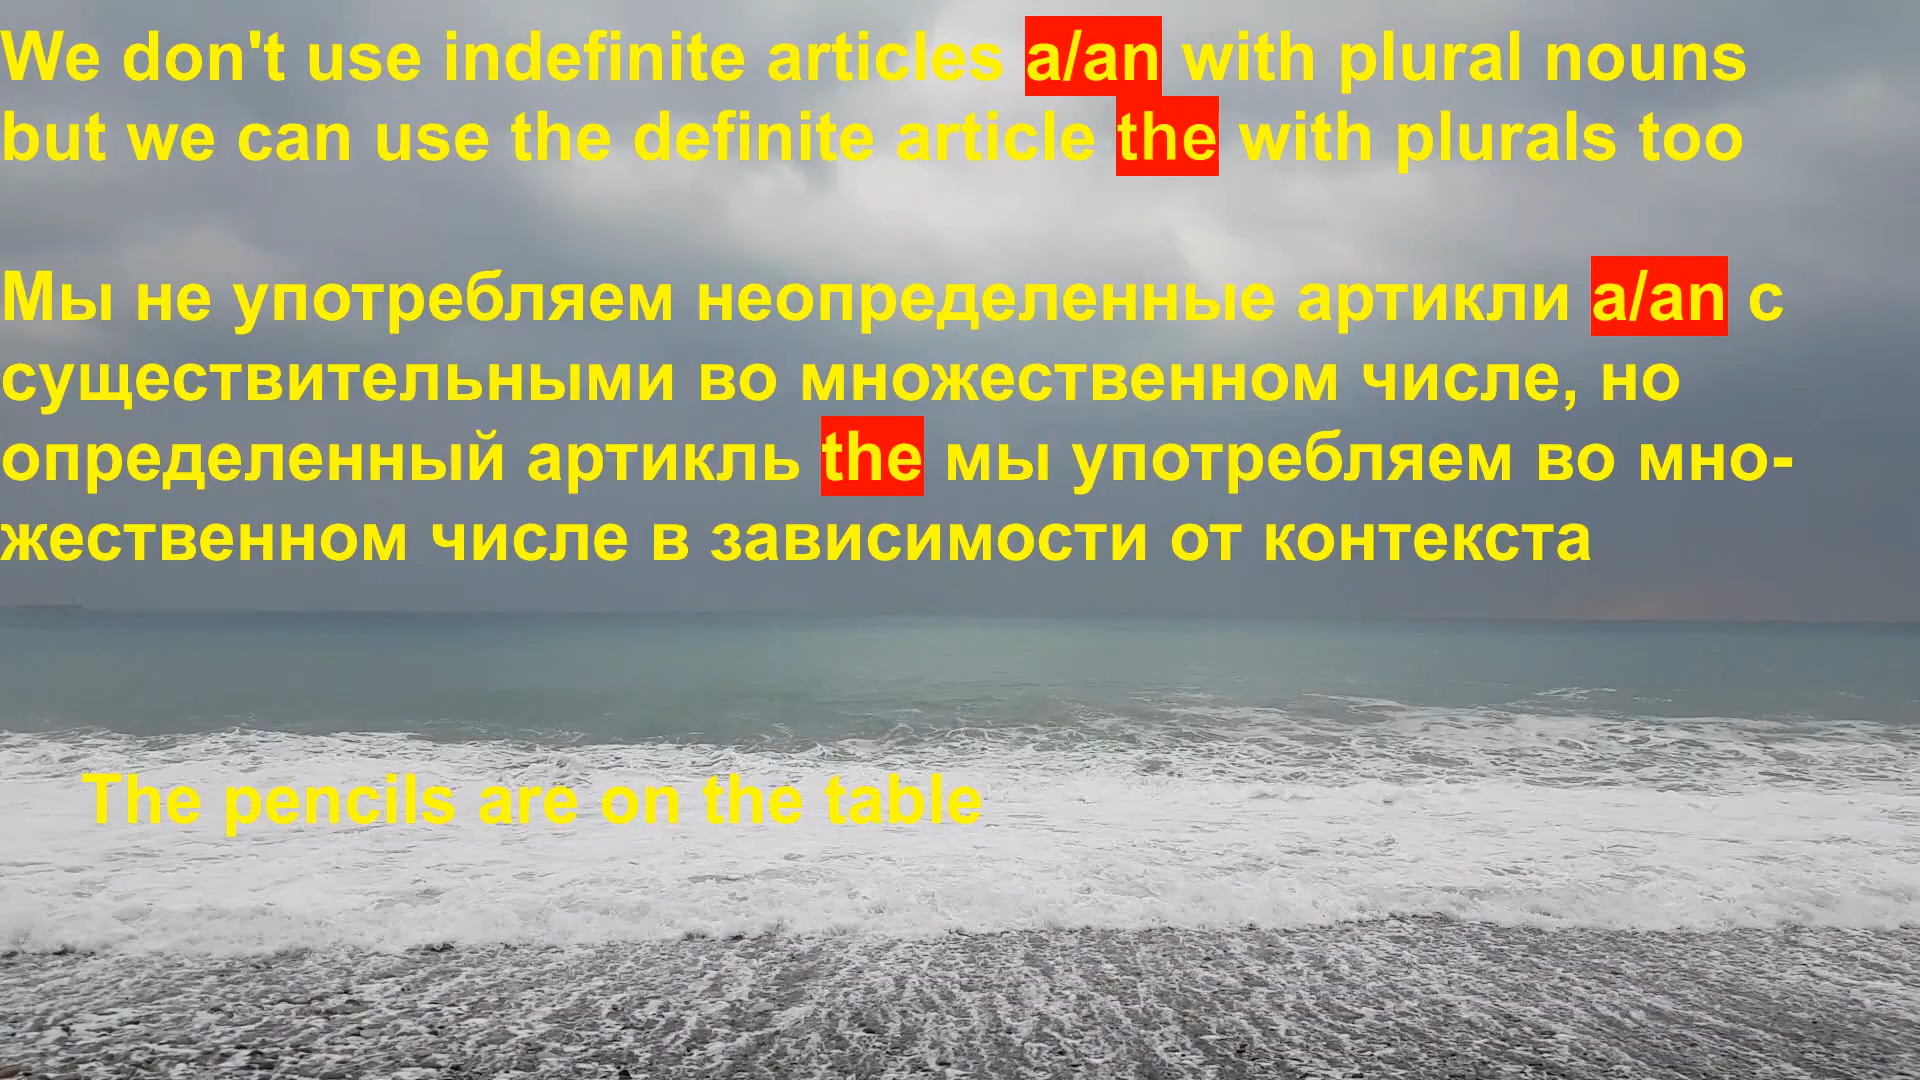 We don't use indefinite articles a/an with plural nouns
but we can use the definite article the with plurals too
Мы не употребляем неопределенные артикли a/an с
существительными во множественном числе, но
определенный артикль the мы употребляем во мно-
жественном числе в зависимости от контекста
The pencils are on the table